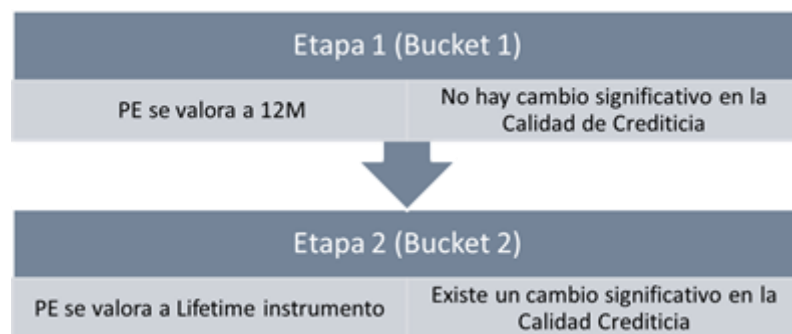 Etapa 1 (Bucket 1)
PE se valora a 12M
No hay cambio significativo en la
Calidad de Crediticia
Etapa 2 (Bucket 2)
PE se valora a Lifetime instrumento
Existe un cambio significativo en la
Calidad Crediticia